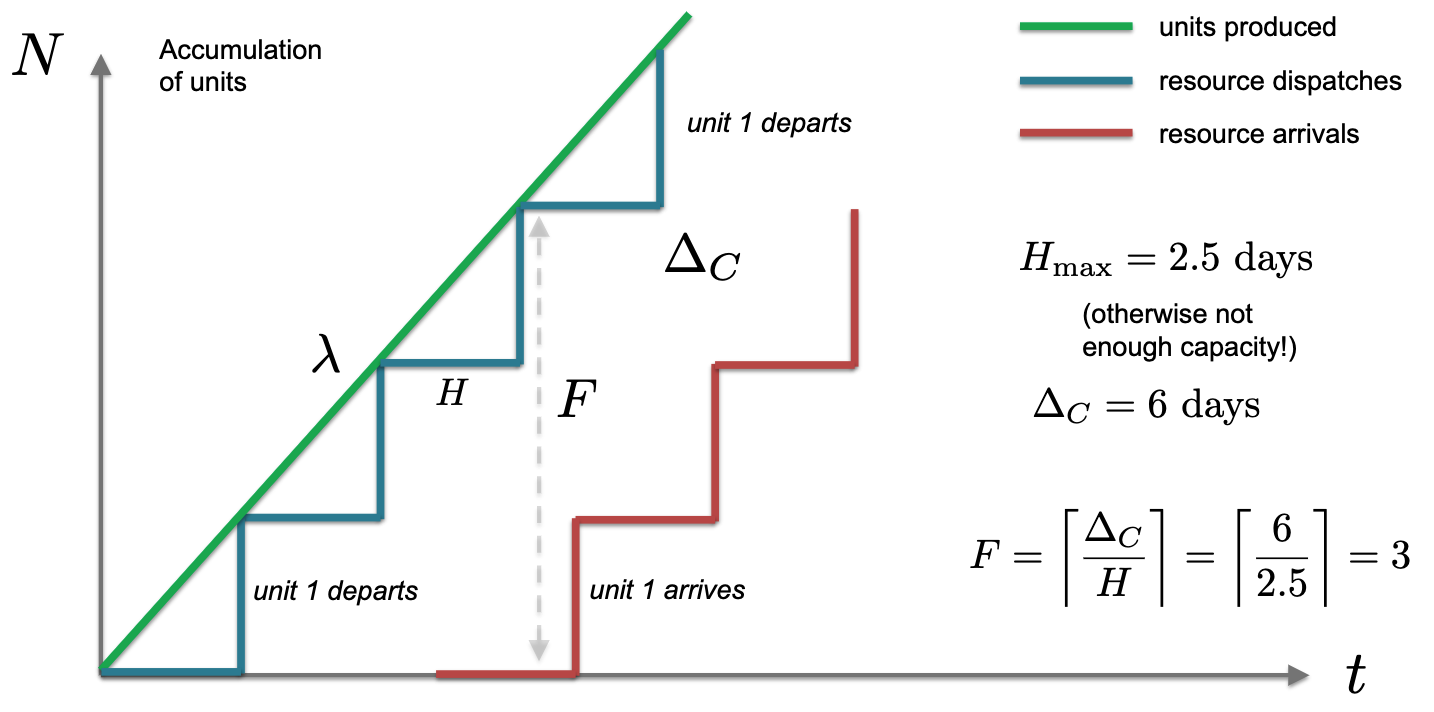 N
Accumulation
of units
units produced
resource dispatches
resource arrivals
unit 1 departs
Δ_C
λ
H
F
H_max = 2.5 days
(otherwise not
enough capacity!)
Δ_C = 6 days
F = ⌈Δ_C / H⌉ = ⌈6 / 2.5⌉ = 3
unit 1 departs
unit 1 arrives
t